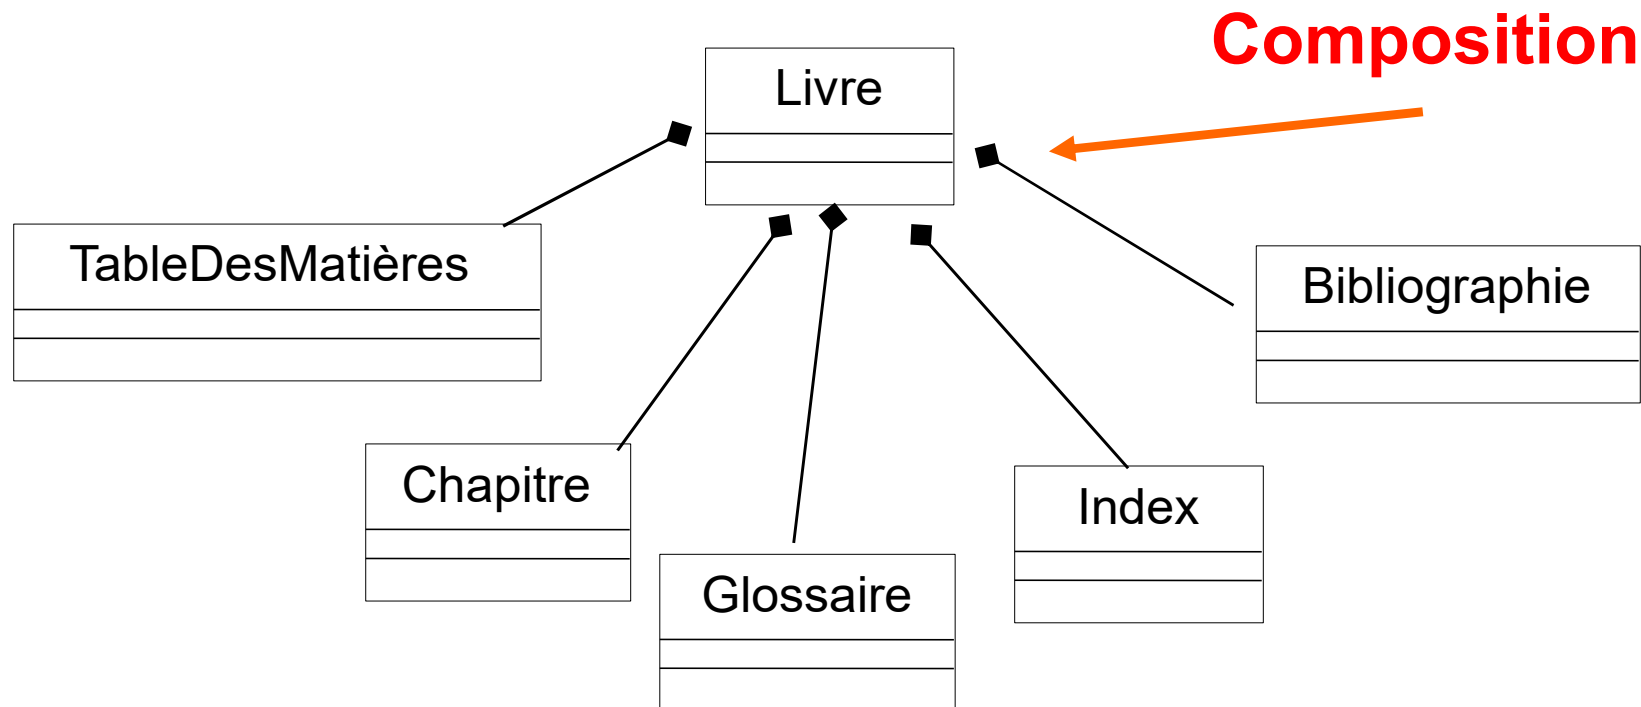 Composition
Livre
TableDesMatières
Bibliographie
Chapitre
Index
Glossaire